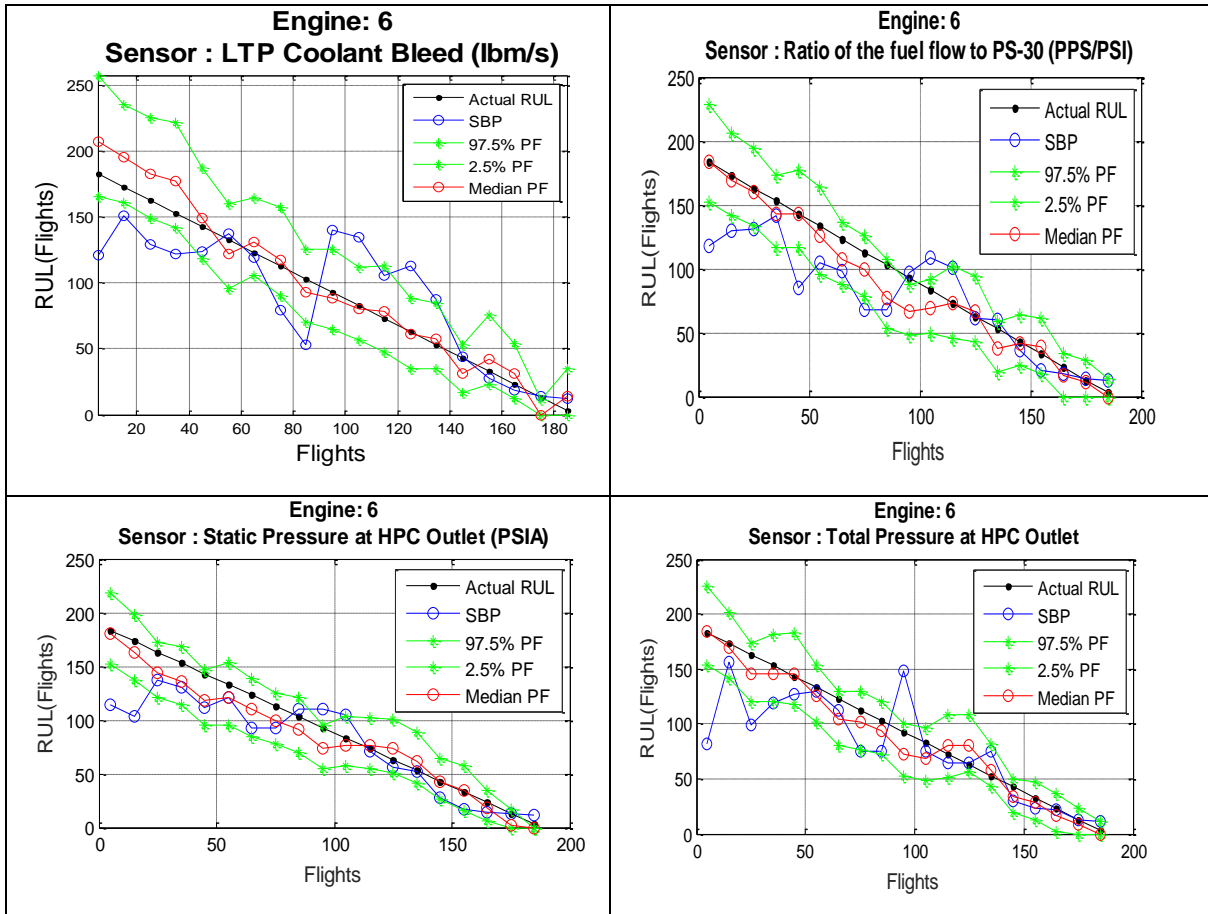 Engine: 6
Sensor : LTP Coolant Bleed (lbm/s)
RUL(Flights)
250
200
150
100
50
0
20 40 60 80 100 120 140 160 180
Flights
Actual RUL
SBP
97.5% PF
2.5% PF
Median PF
Engine: 6
Sensor : Ratio of the fuel flow to PS-30 (PPS/PSI)
RUL(Flights)
250
200
150
100
50
0
0 50 100 150 200
Flights
Actual RUL
SBP
97.5% PF
2.5% PF
Median PF
Engine: 6
Sensor : Static Pressure at HPC Outlet (PSIA)
RUL(Flights)
250
200
150
100
50
0
0 50 100 150 200
Flights
Actual RUL
SBP
97.5% PF
2.5% PF
Median PF
Engine: 6
Sensor : Total Pressure at HPC Outlet
RUL(Flights)
250
200
150
100
50
0
0 50 100 150 200
Flights
Actual RUL
SBP
97.5% PF
2.5% PF
Median PF